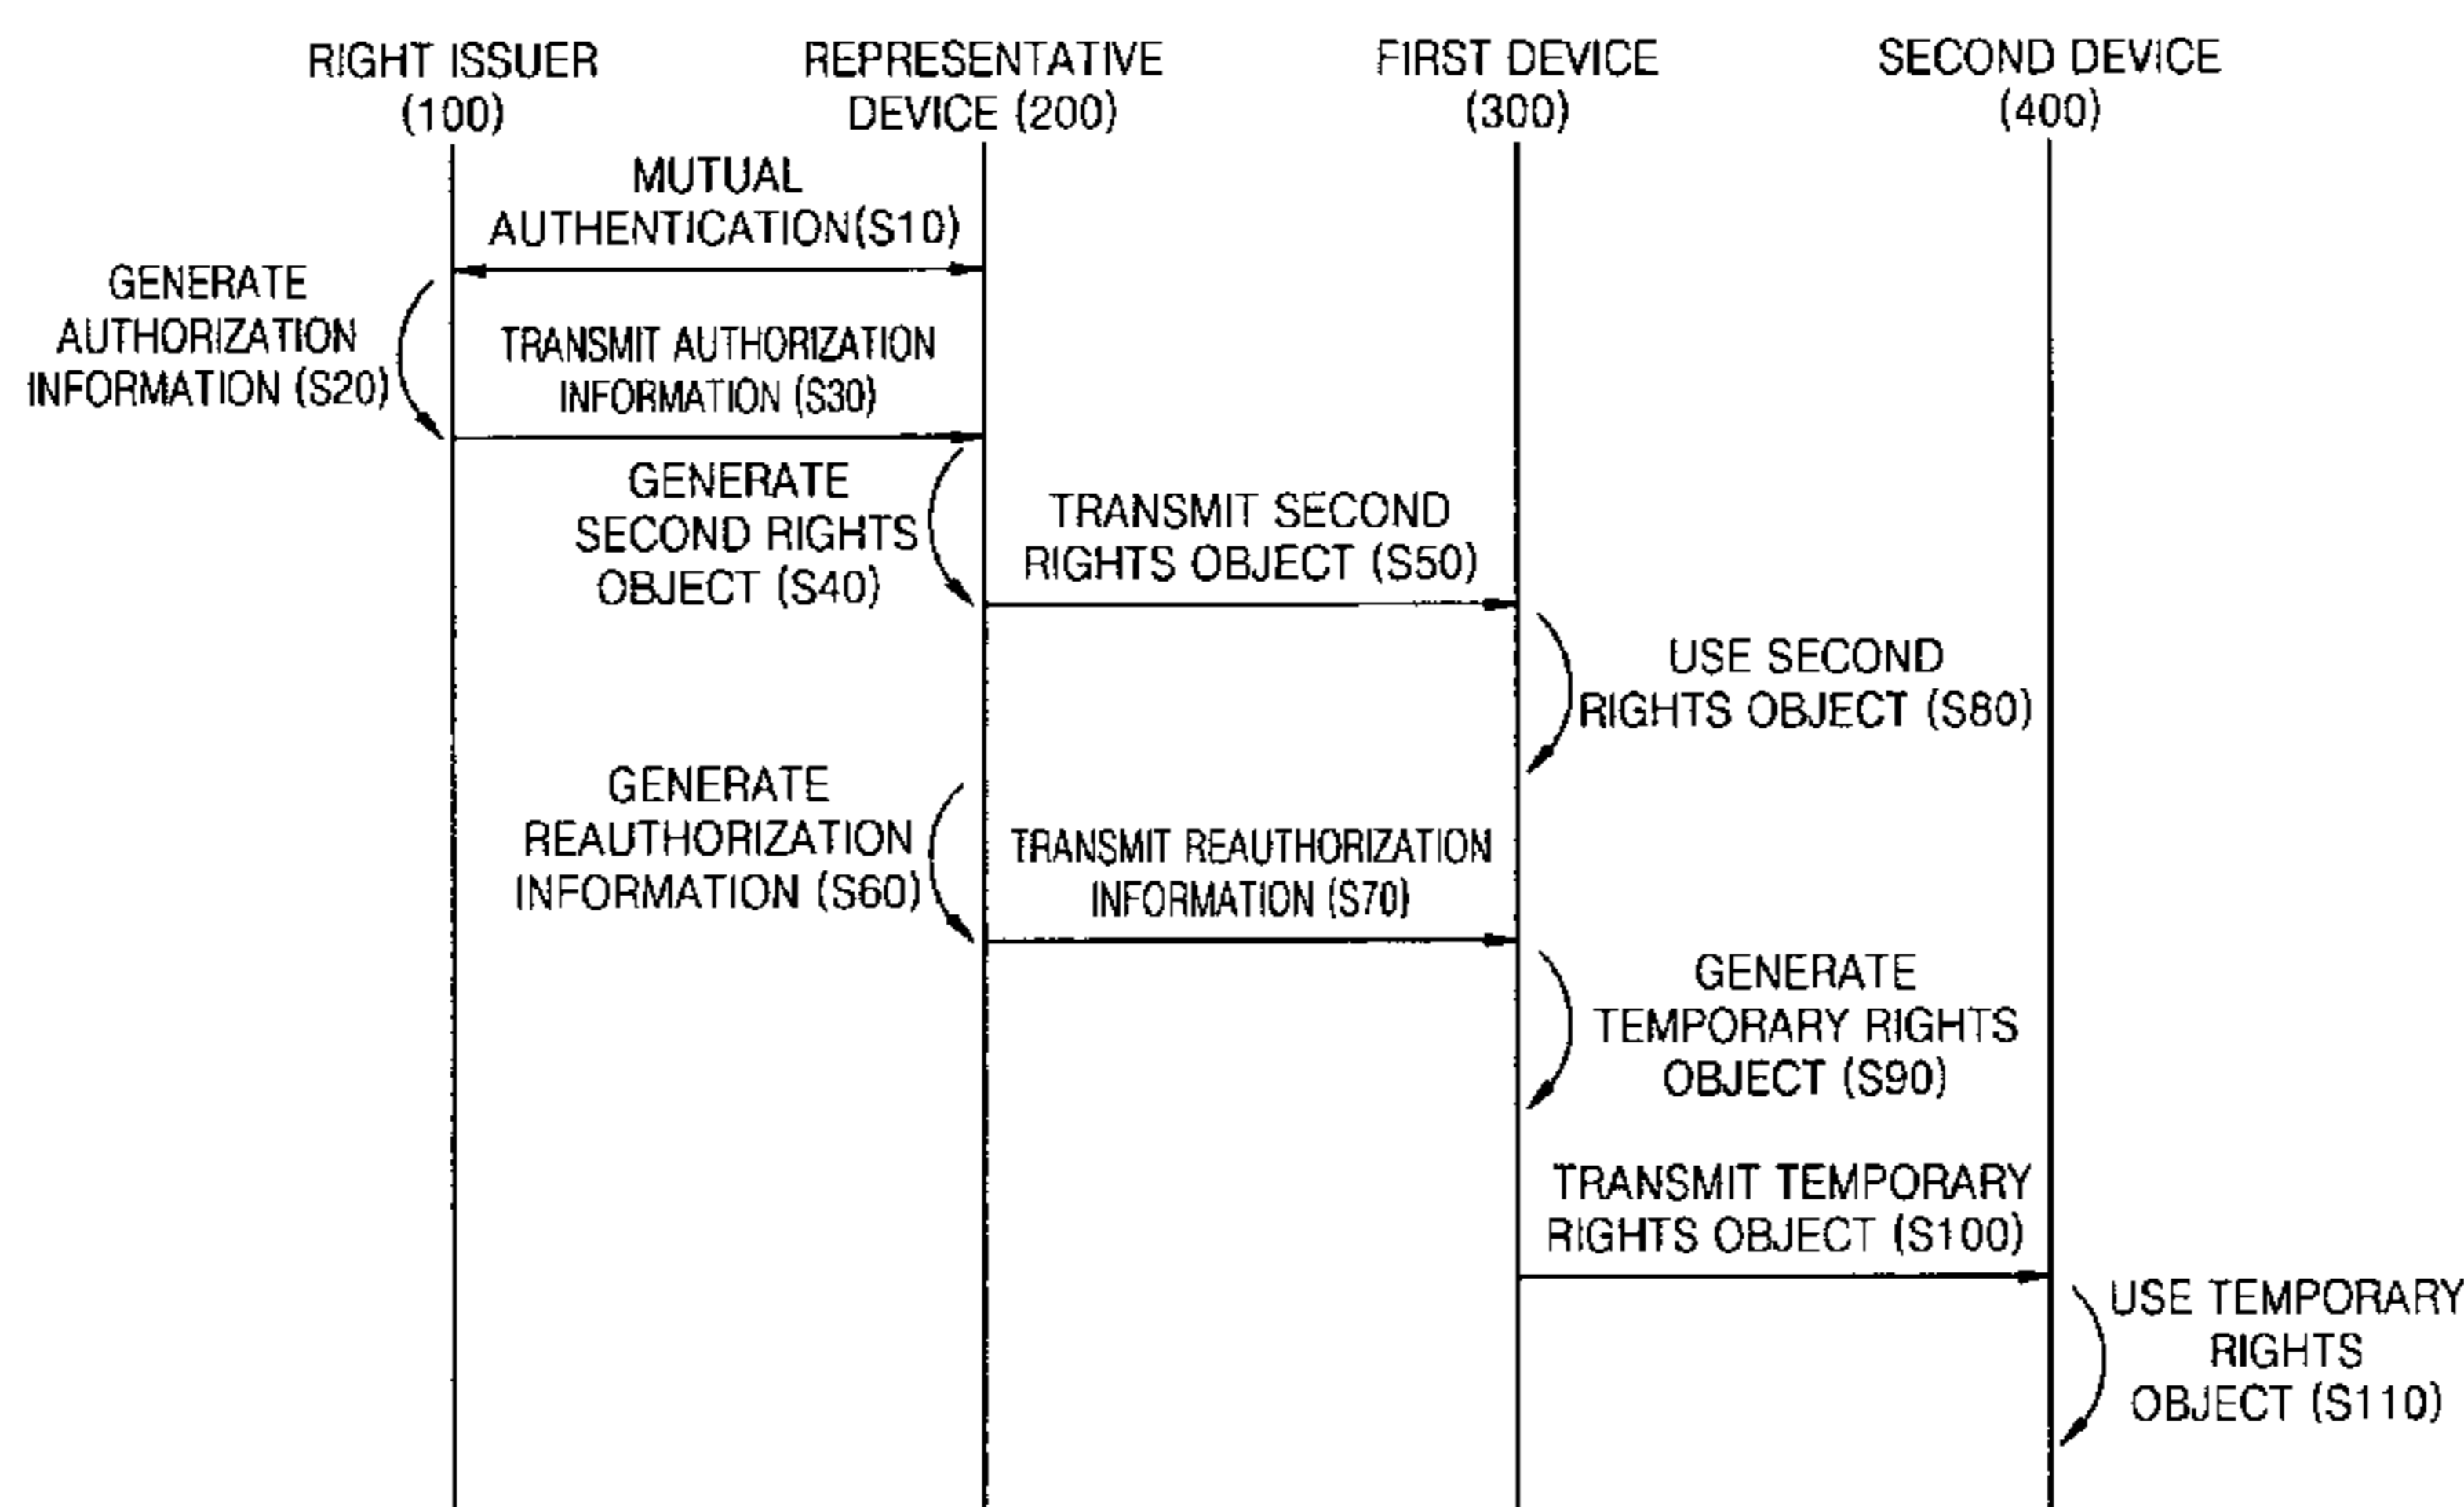 RIGHT ISSUER
(100)
REPRESENTATIVE
DEVICE (200)
FIRST DEVICE
(300)
SECOND DEVICE
(400)
MUTUAL
AUTHENTICATION(S10)
GENERATE
AUTHORIZATION
INFORMATION (S20)
TRANSMIT AUTHORIZATION
INFORMATION (S30)
GENERATE
SECOND RIGHTS
OBJECT (S40)
TRANSMIT SECOND
RIGHTS OBJECT (S50)
USE SECOND
RIGHTS OBJECT (S80)
GENERATE
REAUTHORIZATION
INFORMATION (S60)
TRANSMIT REAUTHORIZATION
INFORMATION (S70)
GENERATE
TEMPORARY RIGHTS
OBJECT (S90)
TRANSMIT TEMPORARY
RIGHTS OBJECT (S100)
USE TEMPORARY
RIGHTS
OBJECT (S110)